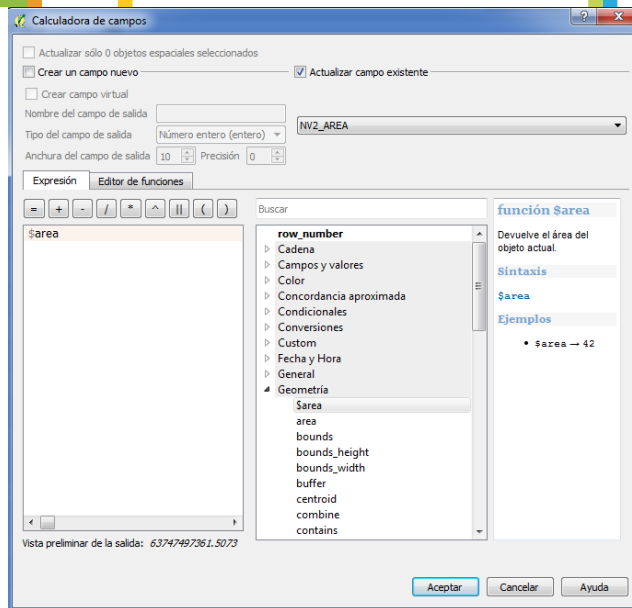 Calculadora de campos
Actualizar sólo 0 objetos espaciales seleccionados
Crear un campo nuevo
Actualizar campo existente
Crear campo virtual
Nombre del campo de salida
Tipo del campo de salida Número entero (entero)
NV2_AREA
Anchura del campo de salida 10 Precisión 0
Expresión Editor de funciones
= + - / * ^ || ( )
Buscar
función $area
$area
row_number
Cadena
Campos y valores
Color
Concordancia aproximada
Condicionales
Conversiones
Custom
Fecha y Hora
General
Geometría
$area
area
bounds
bounds_height
bounds_width
buffer
centroid
combine
contains
Devuelve el área del
objeto actual.
Sintaxis
$area
Ejemplos
• $area → 42
Vista preliminar de la salida: 63747497361.5073
Aceptar Cancelar Ayuda